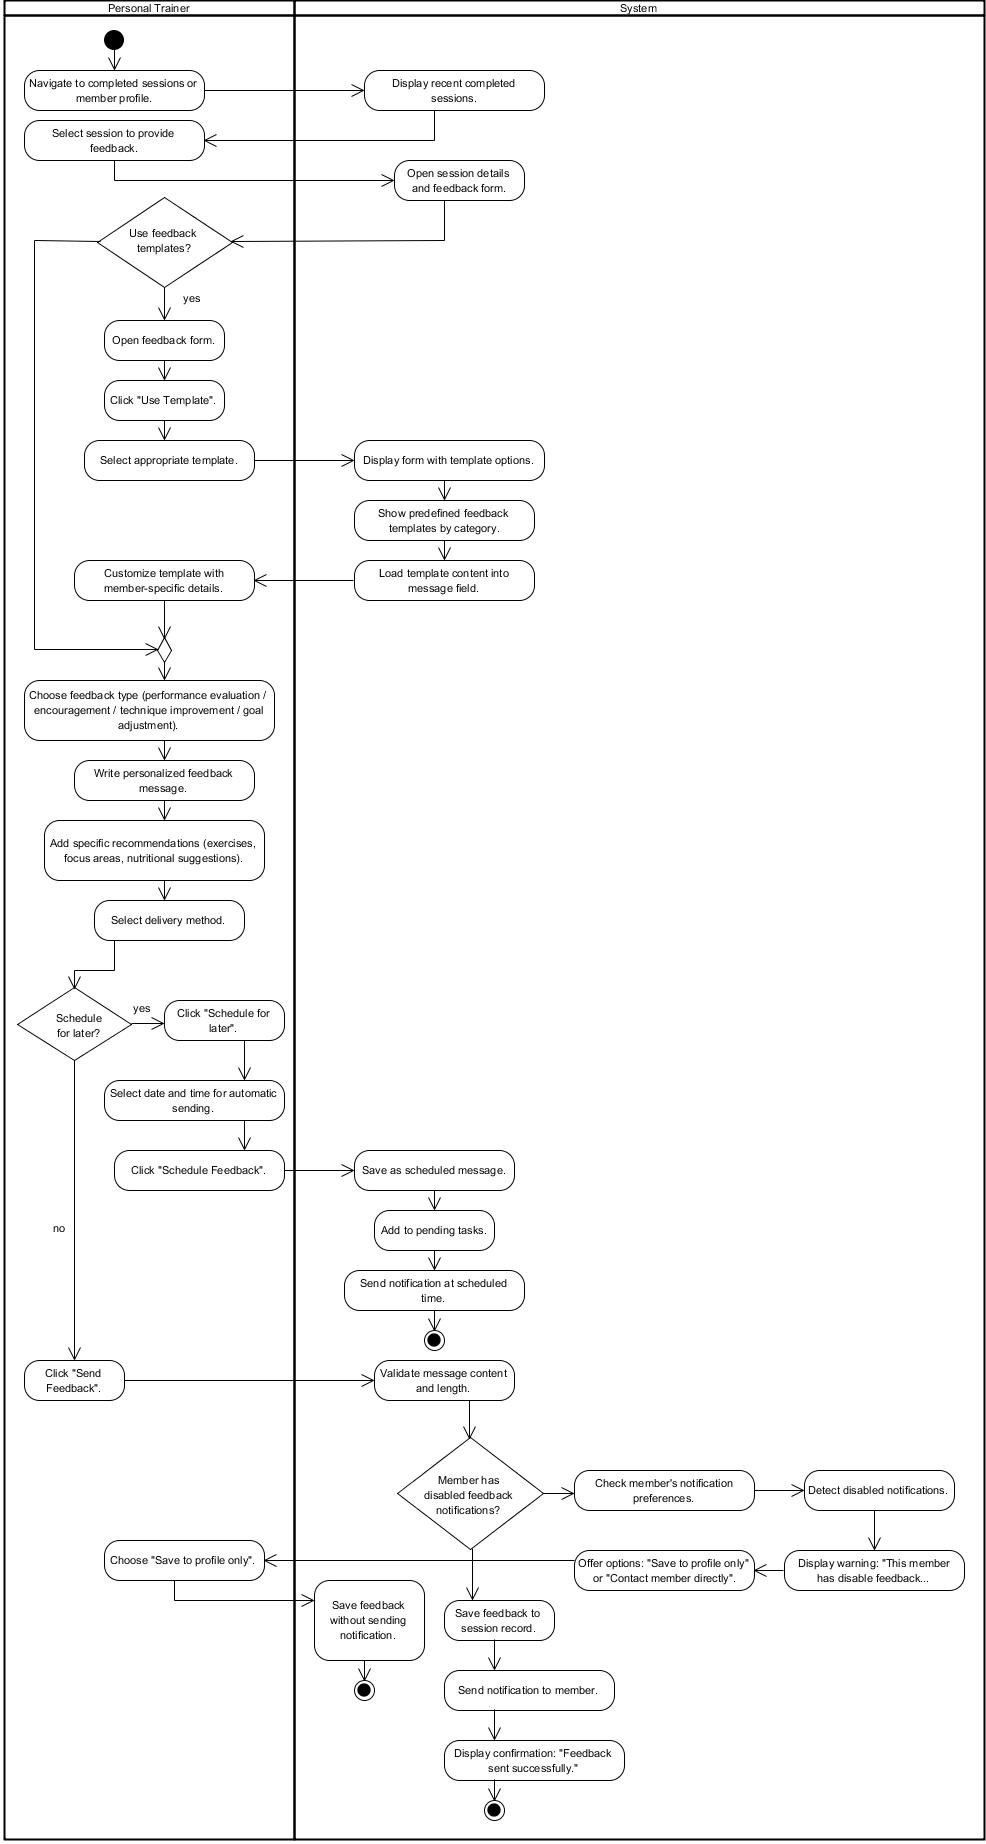 Personal Trainer
System
Navigate to completed sessions or
member profile.
Display recent completed
sessions.
Select session to provide
feedback.
Open session details
and feedback form.
Use feedback
templates?
yes
Open feedback form.
Click "Use Template".
Select appropriate template.
Display form with template options.
Show predefined feedback
templates by category.
Customize template with
member-specific details.
Load template content into
message field.
Choose feedback type (performance evaluation /
encouragement / technique improvement / goal
adjustment).
Write personalized feedback
message.
Add specific recommendations (exercises,
focus areas, nutritional suggestions).
Select delivery method.
Schedule
for later?
yes
Click "Schedule for
later".
Select date and time for automatic
sending.
Click "Schedule Feedback".
Save as scheduled message.
no
Add to pending tasks.
Send notification at scheduled
time.
Click "Send
Feedback".
Validate message content
and length.
Member has
disabled feedback
notifications?
Check member's notification
preferences.
Detect disabled notifications.
Choose "Save to profile only".
Offer options: "Save to profile only"
or "Contact member directly".
Display warning: "This member
has disable feedback...
Save feedback
without sending
notification.
Save feedback to
session record.
Send notification to member.
Display confirmation: "Feedback
sent successfully."